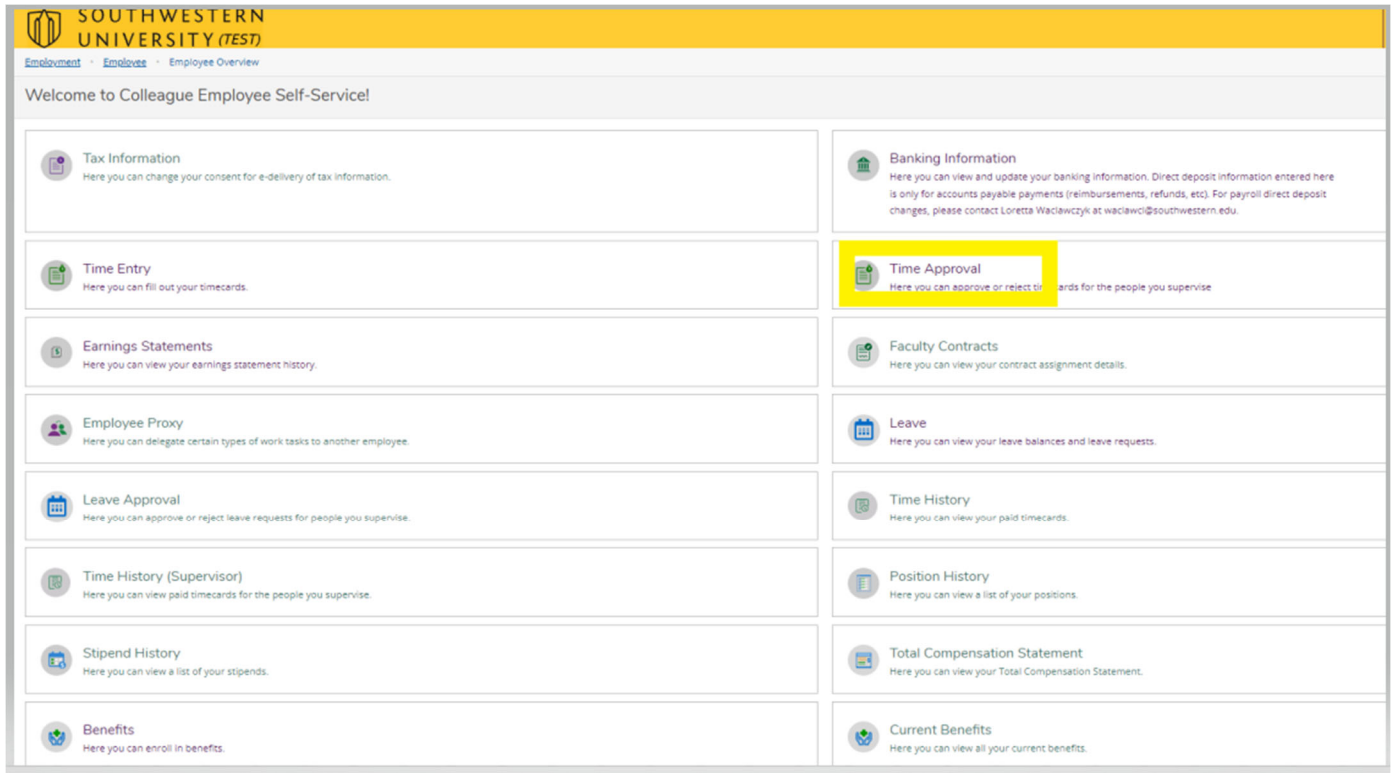 SOUTHWESTERN
UNIVERSITY (TEST)
Employment · Employee · Employee Overview
Welcome to Colleague Employee Self-Service!
Tax Information
Here you can change your consent for e-delivery of tax information.
Banking Information
Here you can view and update your banking information. Direct deposit information entered here
is only for accounts payable payments (reimbursements, refunds, etc). For payroll direct deposit
changes, please contact Loretta Waclawczyk at waclawcl@southwestern.edu.
Time Entry
Here you can fill out your timecards.
Time Approval
Here you can approve or reject ti ards for the people you supervise
Earnings Statements
Here you can view your earnings statement history.
Faculty Contracts
Here you can view your contract assignment details.
Employee Proxy
Here you can delegate certain types of work tasks to another employee.
Leave
Here you can view your leave balances and leave requests.
Leave Approval
Here you can approve or reject leave requests for people you supervise.
Time History
Here you can view your paid timecards.
Time History (Supervisor)
Here you can view paid timecards for the people you supervise.
Position History
Here you can view a list of your positions.
Stipend History
Here you can view a list of your stipends.
Total Compensation Statement
Here you can view your Total Compensation Statement.
Benefits
Here you can enroll in benefits.
Current Benefits
Here you can view all your current benefits.